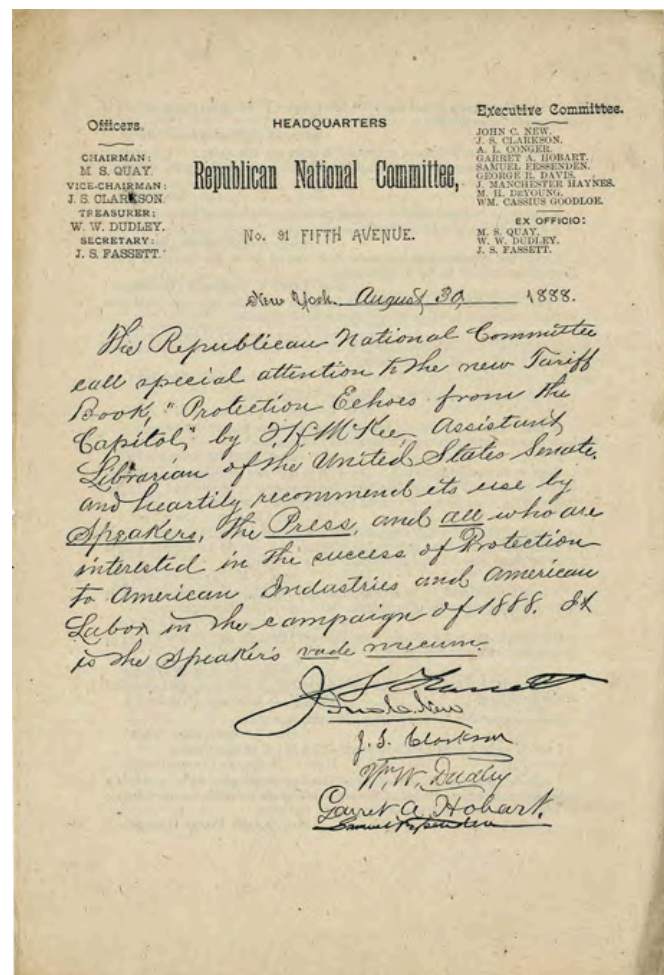 Officers.
CHAIRMAN:
M. S. QUAY.
VICE-CHAIRMAN:
J. S. CLARKSON.
TREASURER:
W. W. DUDLEY.
SECRETARY:
J. S. FASSETT.
HEADQUARTERS
Republican National Committee,
No. 91 FIFTH AVENUE.
Executive Committee.
JOHN C. NEW.
J. S. CLARKSON.
A. L. CONGER.
GARRET A. HOBART.
SAMUEL FESSENDEN.
GEORGE R. DAVIS.
J. MANCHESTER HAYNES.
M. H. DEYOUNG.
WM. CASSIUS GOODLOE.
EX OFFICIO:
M. S. QUAY.
W. W. DUDLEY.
J. S. FASSETT.
New York, August 30, 1888.
The Republican National Committee
call special attention to the new Tariff
Book, "Protection Echoes from the
Capitol," by T. H. McKee, Assistant
Librarian of the United States Senate.
and heartily recommend its use by
Speakers, the Press, and all who are
interested in the success of Protection
to American Industries and American
Labor in the campaign of 1888. It
is the Speaker's vade mecum.
J S Fassett
Jno. C. New
J. S. Clarkson
Wm. W. Dudley
Garret A. Hobart.
Samuel Fessenden